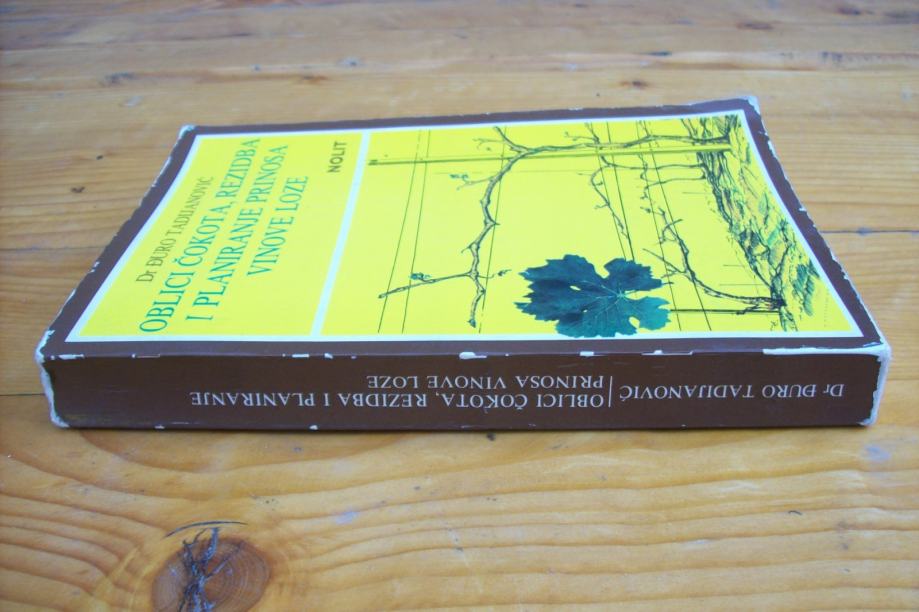 Dr ĐURO TADIJANOVIĆ
OBLICI ČOKOTA, REZIDBA
I PLANIRANJE PRINOSA
VINOVE LOZE
NOLIT
Dr ĐURO TADIJANOVIĆ
OBLICI ČOKOTA, REZIDBA I PLANIRANJE
PRINOSA VINOVE LOZE